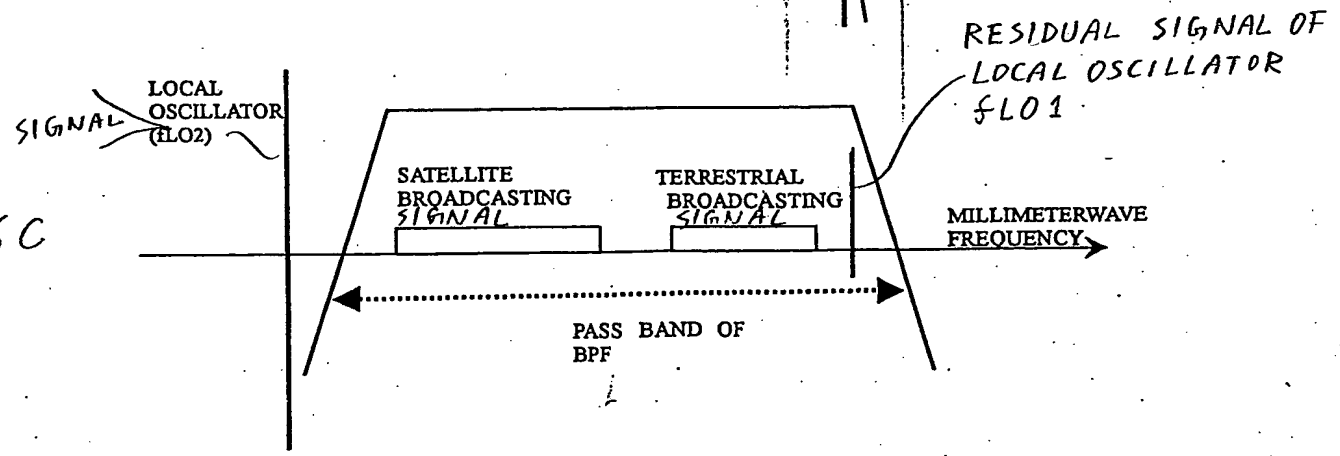 RESIDUAL SIGNAL OF
LOCAL OSCILLATOR
fLO1
SIGNAL
LOCAL
OSCILLATOR
(fLO2)
SATELLITE
BROADCASTING
SIGNAL
TERRESTRIAL
BROADCASTING
SIGNAL
MILLIMETERWAVE
FREQUENCY
PASS BAND OF
BPF